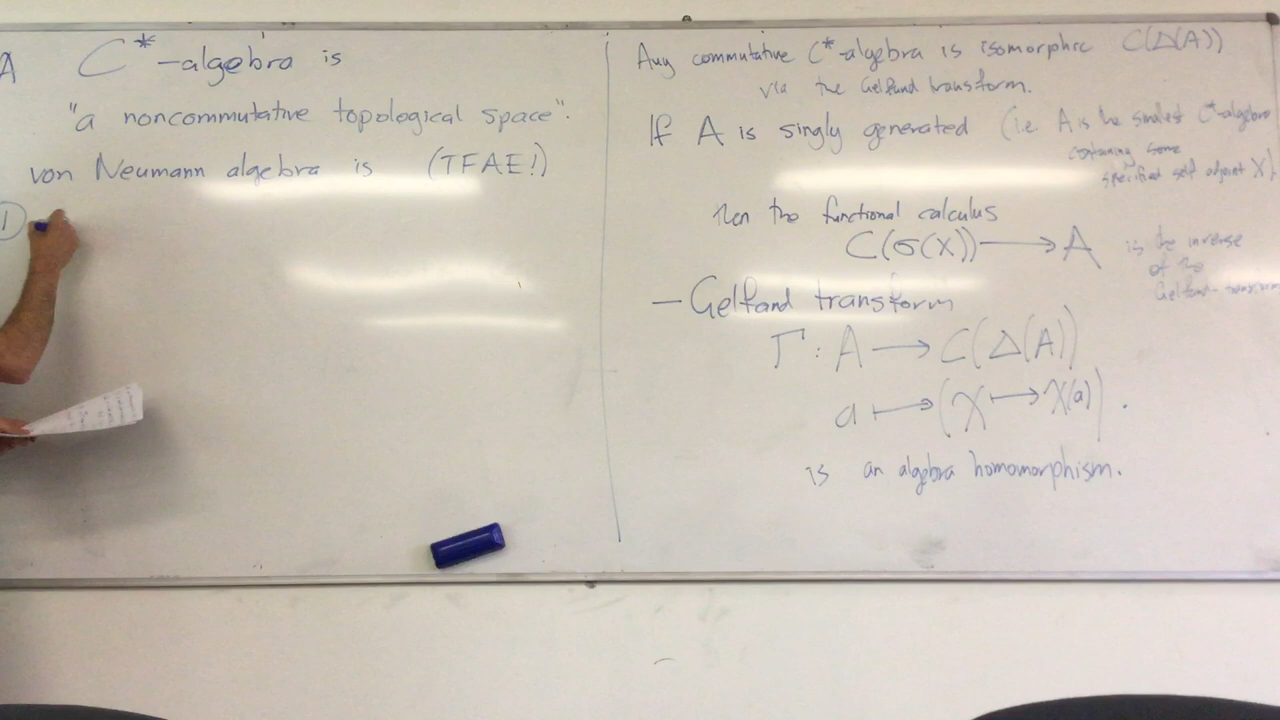 A C*-algebra is
"a noncommutative topological space".
von Neumann algebra is (TFAE!)
①
Any commutative C*-algebra is isomorphic C(Δ(A))
via the Gelfand transform.
If A is singly generated (i.e. A is the smallest C*-algebra
containing some
specified self adjoint X)
then the functional calculus
C(σ(X)) ⟶ A is the inverse
of the
Gelfand-transform
— Gelfand transform
Γ : A ⟶ C(Δ(A))
a ⟼ (χ ⟼ χ(a)).
is an algebra homomorphism.